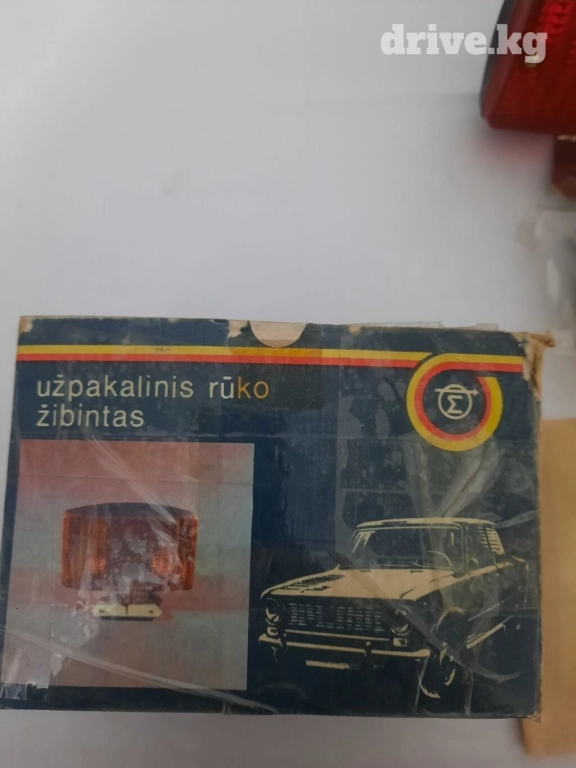 drive.kg
užpakalinis rūko
žibintas
Σ